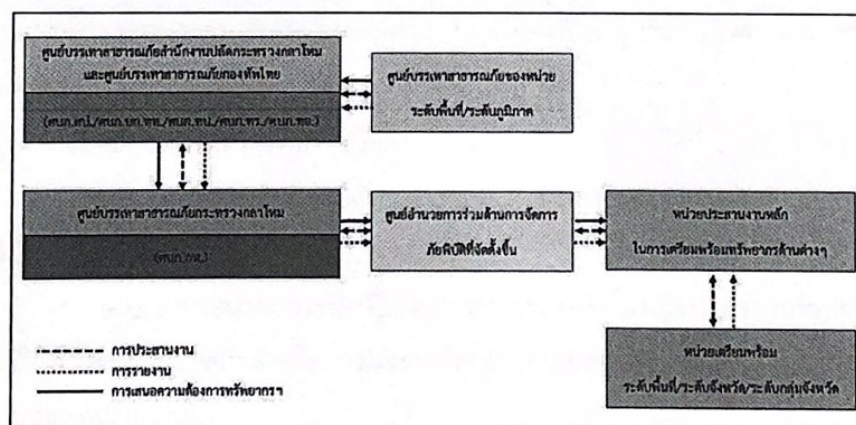 ศูนย์บรรเทาสาธารณภัยสำนักงานปลัดกระทรวงกลาโหม
และศูนย์บรรเทาสาธารณภัยกองทัพไทย
ศูนย์บรรเทาสาธารณภัยของหน่วย
ระดับพื้นที่/ระดับภูมิภาค
ศูนย์บรรเทาสาธารณภัยกระทรวงกลาโหม
(ศบภ.กห.)
ศูนย์อำนวยการร่วมด้านการจัดการ
ภัยพิบัติที่จัดตั้งขึ้น
หน่วยประสานงานหลัก
ในการเตรียมพร้อมทรัพยากรด้านต่างๆ
หน่วยเตรียมพร้อม
ระดับพื้นที่/ระดับจังหวัด/ระดับกลุ่มจังหวัด
การประสานงาน
การรายงาน
การเสนอความต้องการทรัพยากรฯ